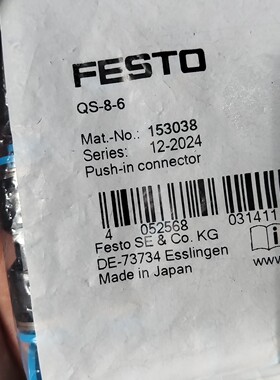 FESTO
QS-8-6
Mat.-No.: 153038
Series: 12-2024
Push-in connector
4 052568 031411
Festo SE & Co. KG
DE-73734 Esslingen
Made in Japan